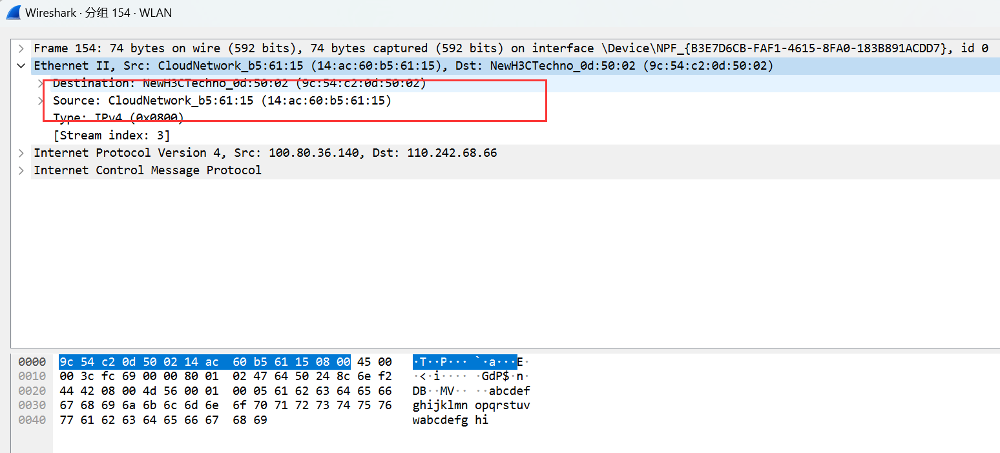 Wireshark · 分组 154 · WLAN
Frame 154: 74 bytes on wire (592 bits), 74 bytes captured (592 bits) on interface \Device\NPF_{B3E7D6CB-FAF1-4615-8FA0-183B891ACDD7}, id 0
Ethernet II, Src: CloudNetwork_b5:61:15 (14:ac:60:b5:61:15), Dst: NewH3CTechno_0d:50:02 (9c:54:c2:0d:50:02)
Destination: NewH3CTechno_0d:50:02 (9c:54:c2:0d:50:02)
Source: CloudNetwork_b5:61:15 (14:ac:60:b5:61:15)
Type: IPv4 (0x0800)
[Stream index: 3]
Internet Protocol Version 4, Src: 100.80.36.140, Dst: 110.242.68.66
Internet Control Message Protocol
0000 9c 54 c2 0d 50 02 14 ac 60 b5 61 15 08 00 45 00 ·T··P··· `·a···E·
0010 00 3c fc 69 00 00 80 01 02 47 64 50 24 8c 6e f2 ·<·i···· ·GdP$·n·
0020 44 42 08 00 4d 56 00 01 00 05 61 62 63 64 65 66 DB··MV·· ··abcdef
0030 67 68 69 6a 6b 6c 6d 6e 6f 70 71 72 73 74 75 76 ghijklmn opqrstuv
0040 77 61 62 63 64 65 66 67 68 69 wabcdefg hi